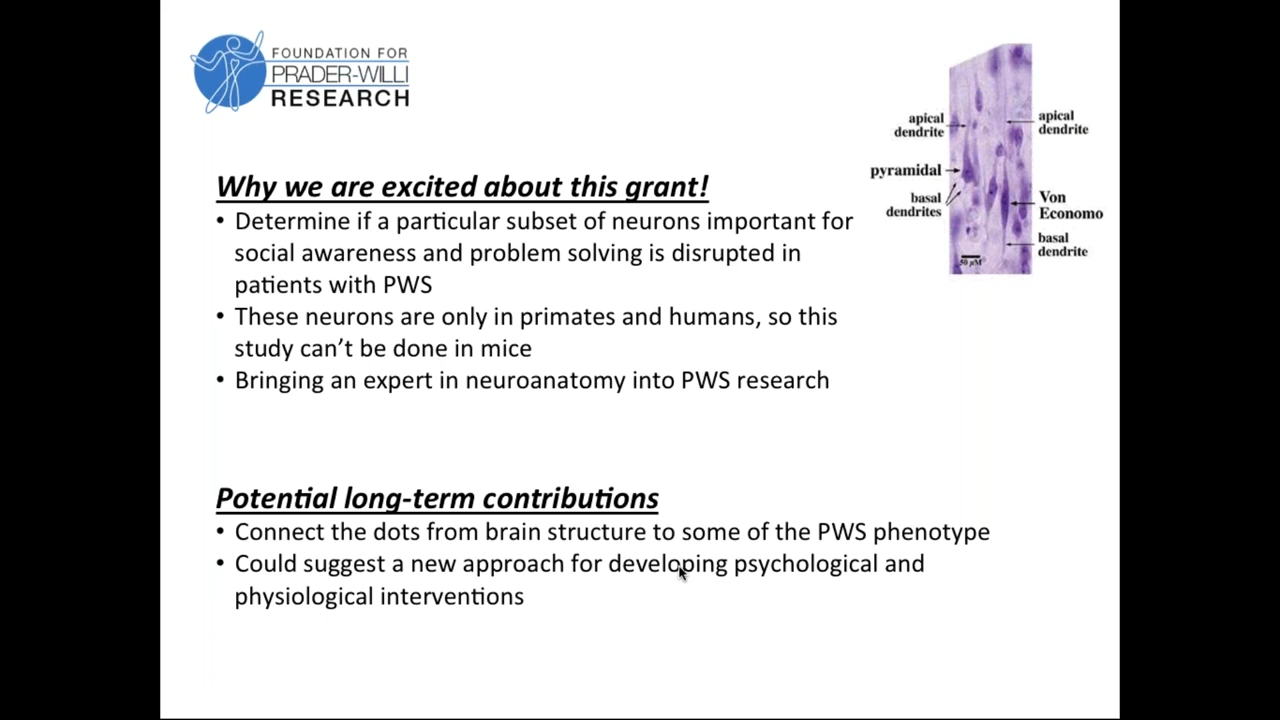 FOUNDATION FOR
PRADER-WILLI
RESEARCH
apical
dendrite
apical
dendrite
pyramidal
basal
dendrites
Von
Economo
basal
dendrite
50 µM
Why we are excited about this grant!
• Determine if a particular subset of neurons important for
social awareness and problem solving is disrupted in
patients with PWS
• These neurons are only in primates and humans, so this
study can’t be done in mice
• Bringing an expert in neuroanatomy into PWS research
Potential long-term contributions
• Connect the dots from brain structure to some of the PWS phenotype
• Could suggest a new approach for developing psychological and
physiological interventions